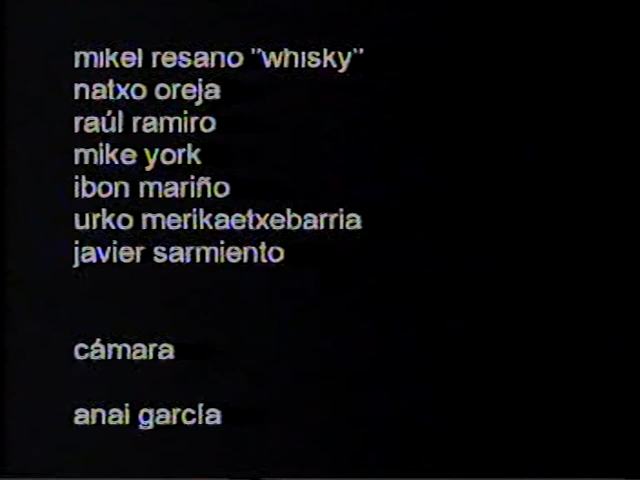 mikel resano "whisky"
natxo oreja
raúl ramiro
mike york
ibon mariño
urko merikaetxebarria
javier sarmiento
cámara
anai garcía